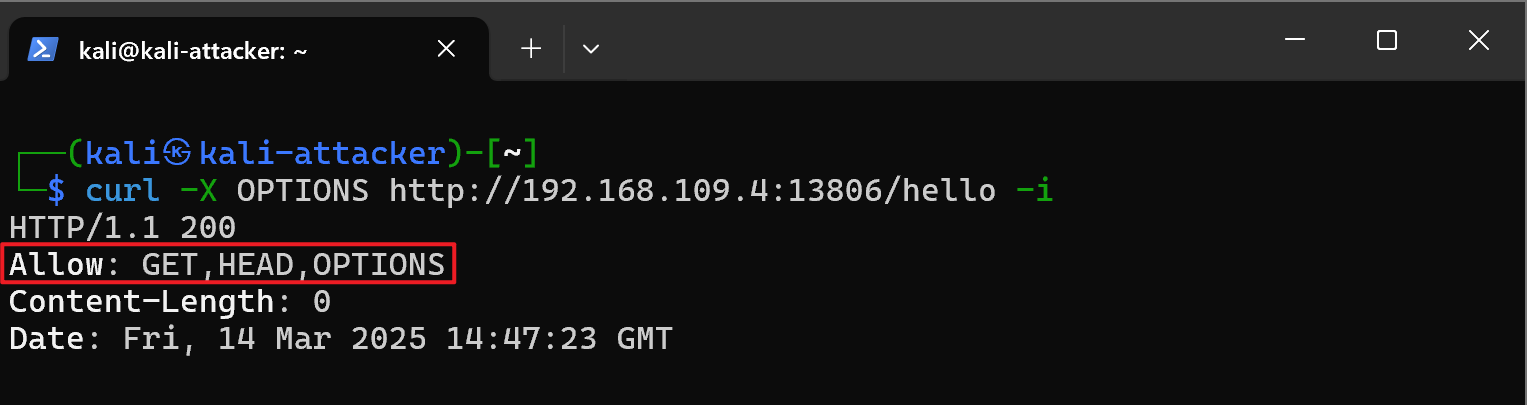 kali@kali-attacker: ~
┌──(kali㉿kali-attacker)-[~]
└─$ curl -X OPTIONS http://192.168.109.4:13806/hello -i
HTTP/1.1 200
Allow: GET,HEAD,OPTIONS
Content-Length: 0
Date: Fri, 14 Mar 2025 14:47:23 GMT